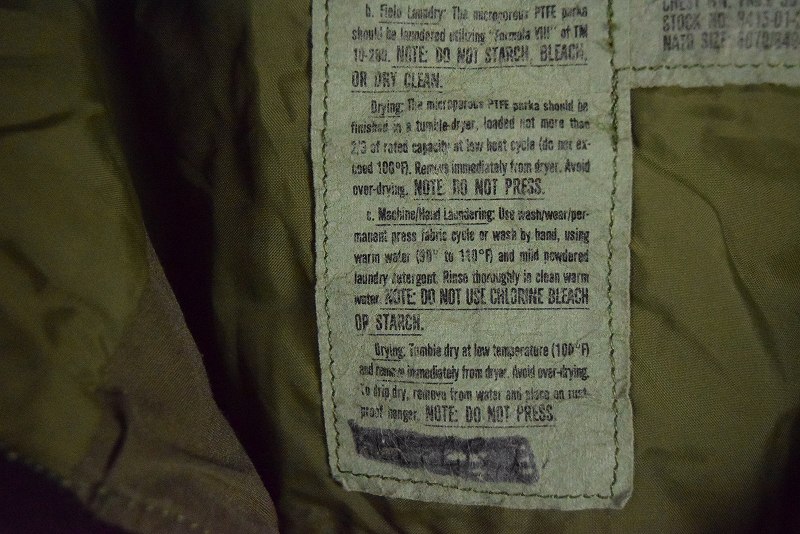 b. Field Laundry: The microporous PTFE parka
should be laundered utilizing "Formula VIII" of TM
10-280. NOTE: DO NOT STARCH, BLEACH,
OR DRY CLEAN.
Drying: The microporous PTFE parka should be
finished in a tumble-dryer, loaded not more than
2/3 of rated capacity at low heat cycle (do not ex-
ceed 100°F). Remove immediately from dryer. Avoid
over-drying. NOTE: DO NOT PRESS.
c. Machine/Hand Laundering: Use wash/wear/per-
manent press fabric cycle or wash by hand, using
warm water (90° to 110°F) and mild powdered
laundry detergent. Rinse thoroughly in clean warm
water. NOTE: DO NOT USE CHLORINE BLEACH
OR STARCH.
Drying: Tumble dry at low temperature (100°F)
and remove immediately from dryer. Avoid over-drying.
To drip dry, remove from water and place on rust-
proof hanger. NOTE: DO NOT PRESS.
STOCK NO: 8415-01-
NATO SIZE